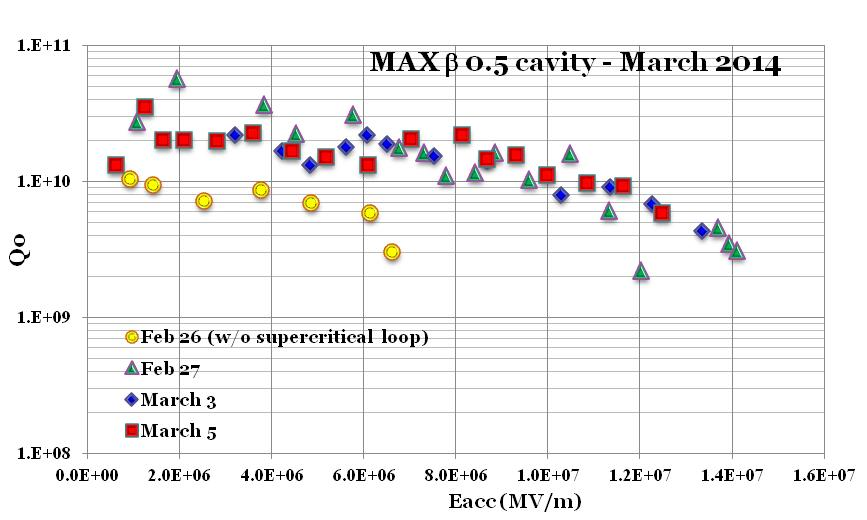 MAX β 0.5 cavity - March 2014
1.E+11
1.E+10
1.E+09
1.E+08
Q0
Feb 26 (w/o supercritical loop)
Feb 27
March 3
March 5
0.0E+00 2.0E+06 4.0E+06 6.0E+06 8.0E+06 1.0E+07 1.2E+07 1.4E+07 1.6E+07
Eacc (MV/m)